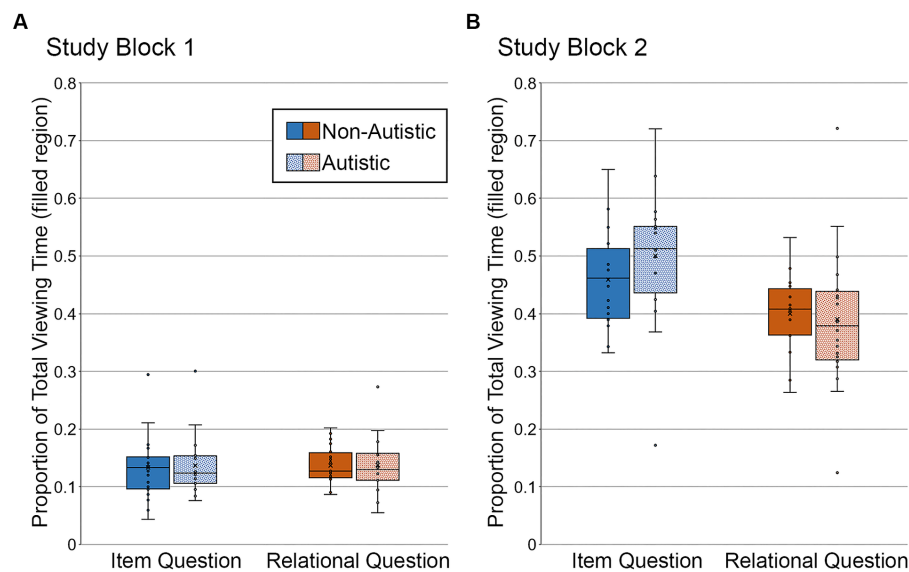 A
Study Block 1
Proportion of Total Viewing Time (filled region)
0.8
0.7
0.6
0.5
0.4
0.3
0.2
0.1
0
Non-Autistic
Autistic
Item Question
Relational Question
B
Study Block 2
Proportion of Total Viewing Time (filled region)
0.8
0.7
0.6
0.5
0.4
0.3
0.2
0.1
0
Item Question
Relational Question